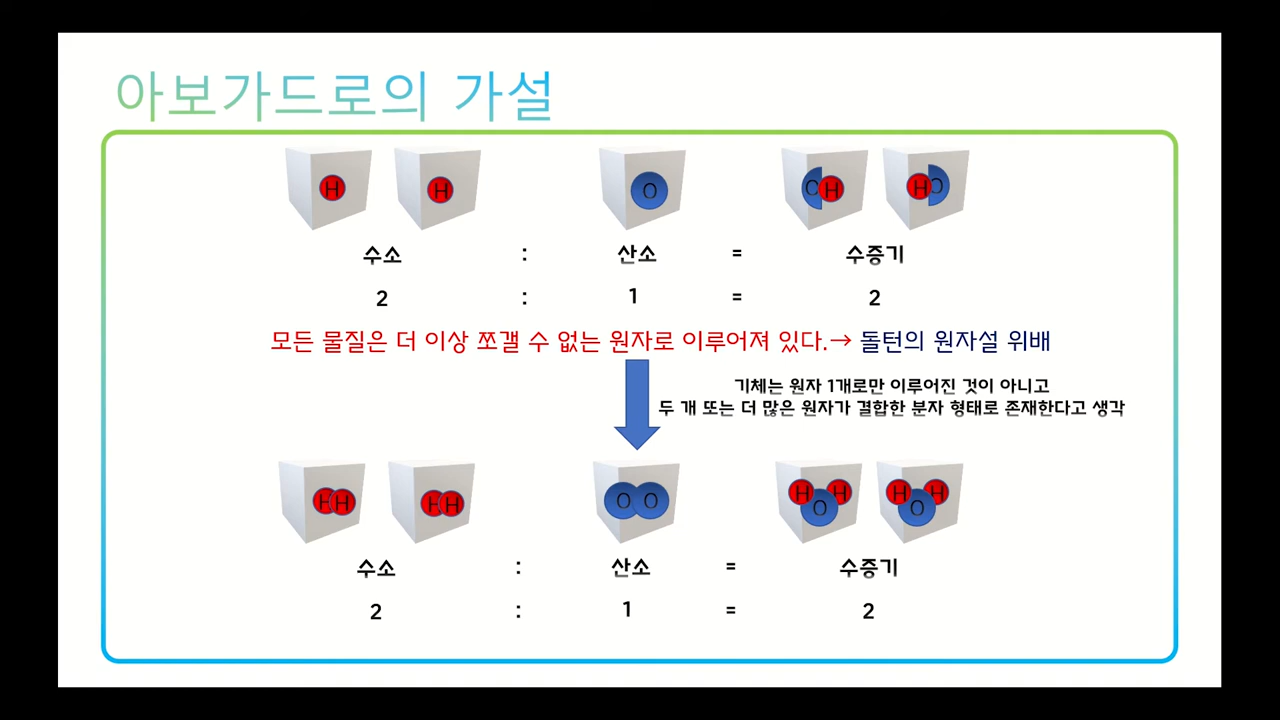 아보가드로의 가설
H H O O H H O
수소 : 산소 = 수증기
2 : 1 = 2
모든 물질은 더 이상 쪼갤 수 없는 원자로 이루어져 있다.→ 돌턴의 원자설 위배
기체는 원자 1개로만 이루어진 것이 아니고
두 개 또는 더 많은 원자가 결합한 분자 형태로 존재한다고 생각
H H H H O O H H O H H O
수소 : 산소 = 수증기
2 : 1 = 2